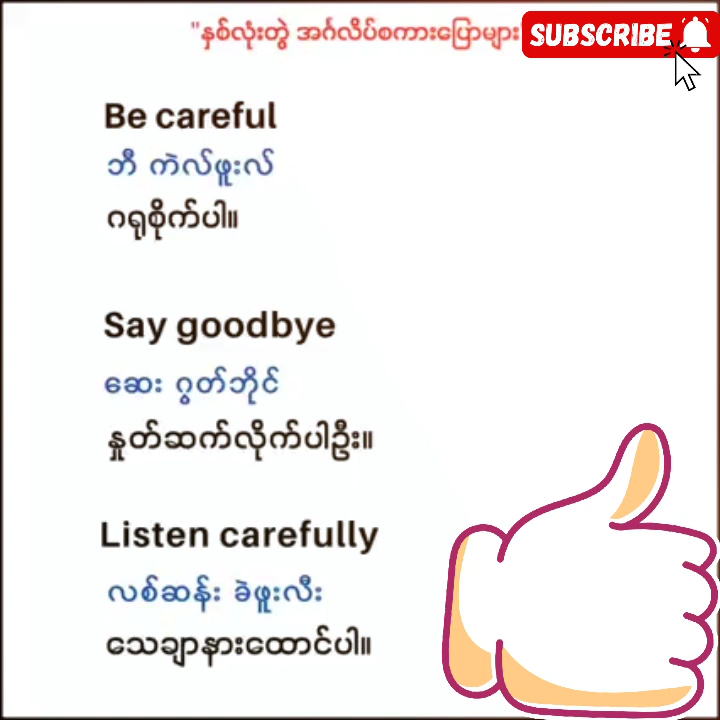 "နှစ်လုံးတွဲ အင်္ဂလိပ်စကားပြောများ
SUBSCRIBE
Be careful
ဘီ ကဲလ်ဖူးလ်
ဂရုစိုက်ပါ။
Say goodbye
ဆေး ဂွတ်ဘိုင်
နှုတ်ဆက်လိုက်ပါဦး။
Listen carefully
လစ်ဆန်း ခဲဖူးလီး
သေချာနားထောင်ပါ။